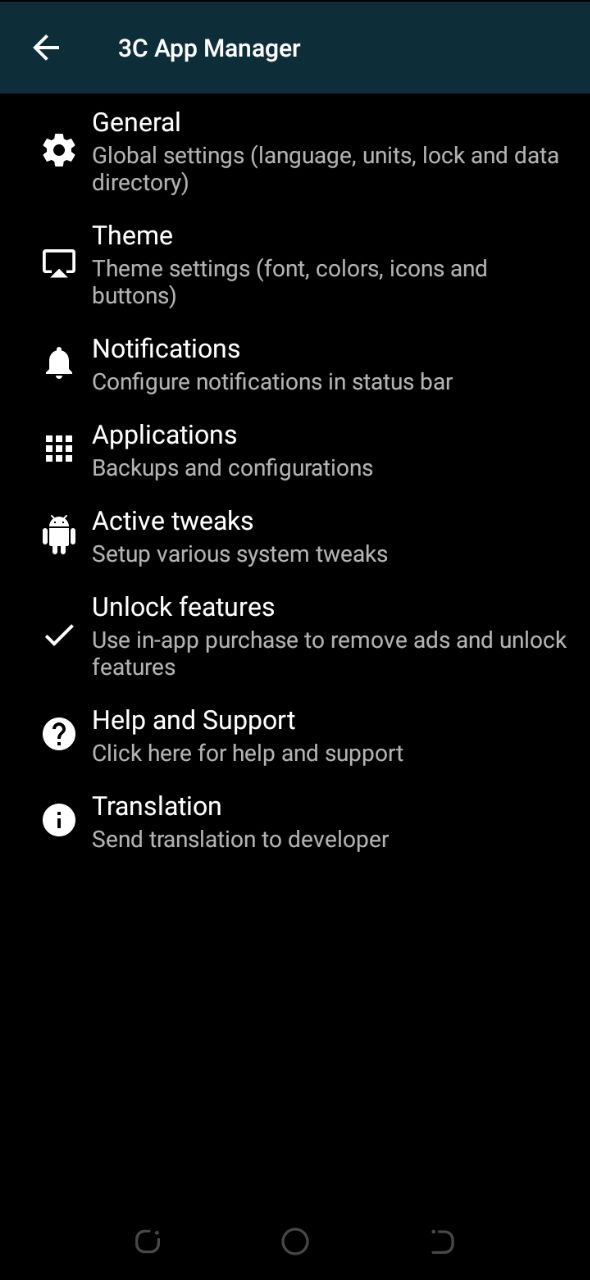 3C App Manager
General
Global settings (language, units, lock and data
directory)
Theme
Theme settings (font, colors, icons and
buttons)
Notifications
Configure notifications in status bar
Applications
Backups and configurations
Active tweaks
Setup various system tweaks
Unlock features
Use in-app purchase to remove ads and unlock
features
Help and Support
Click here for help and support
Translation
Send translation to developer